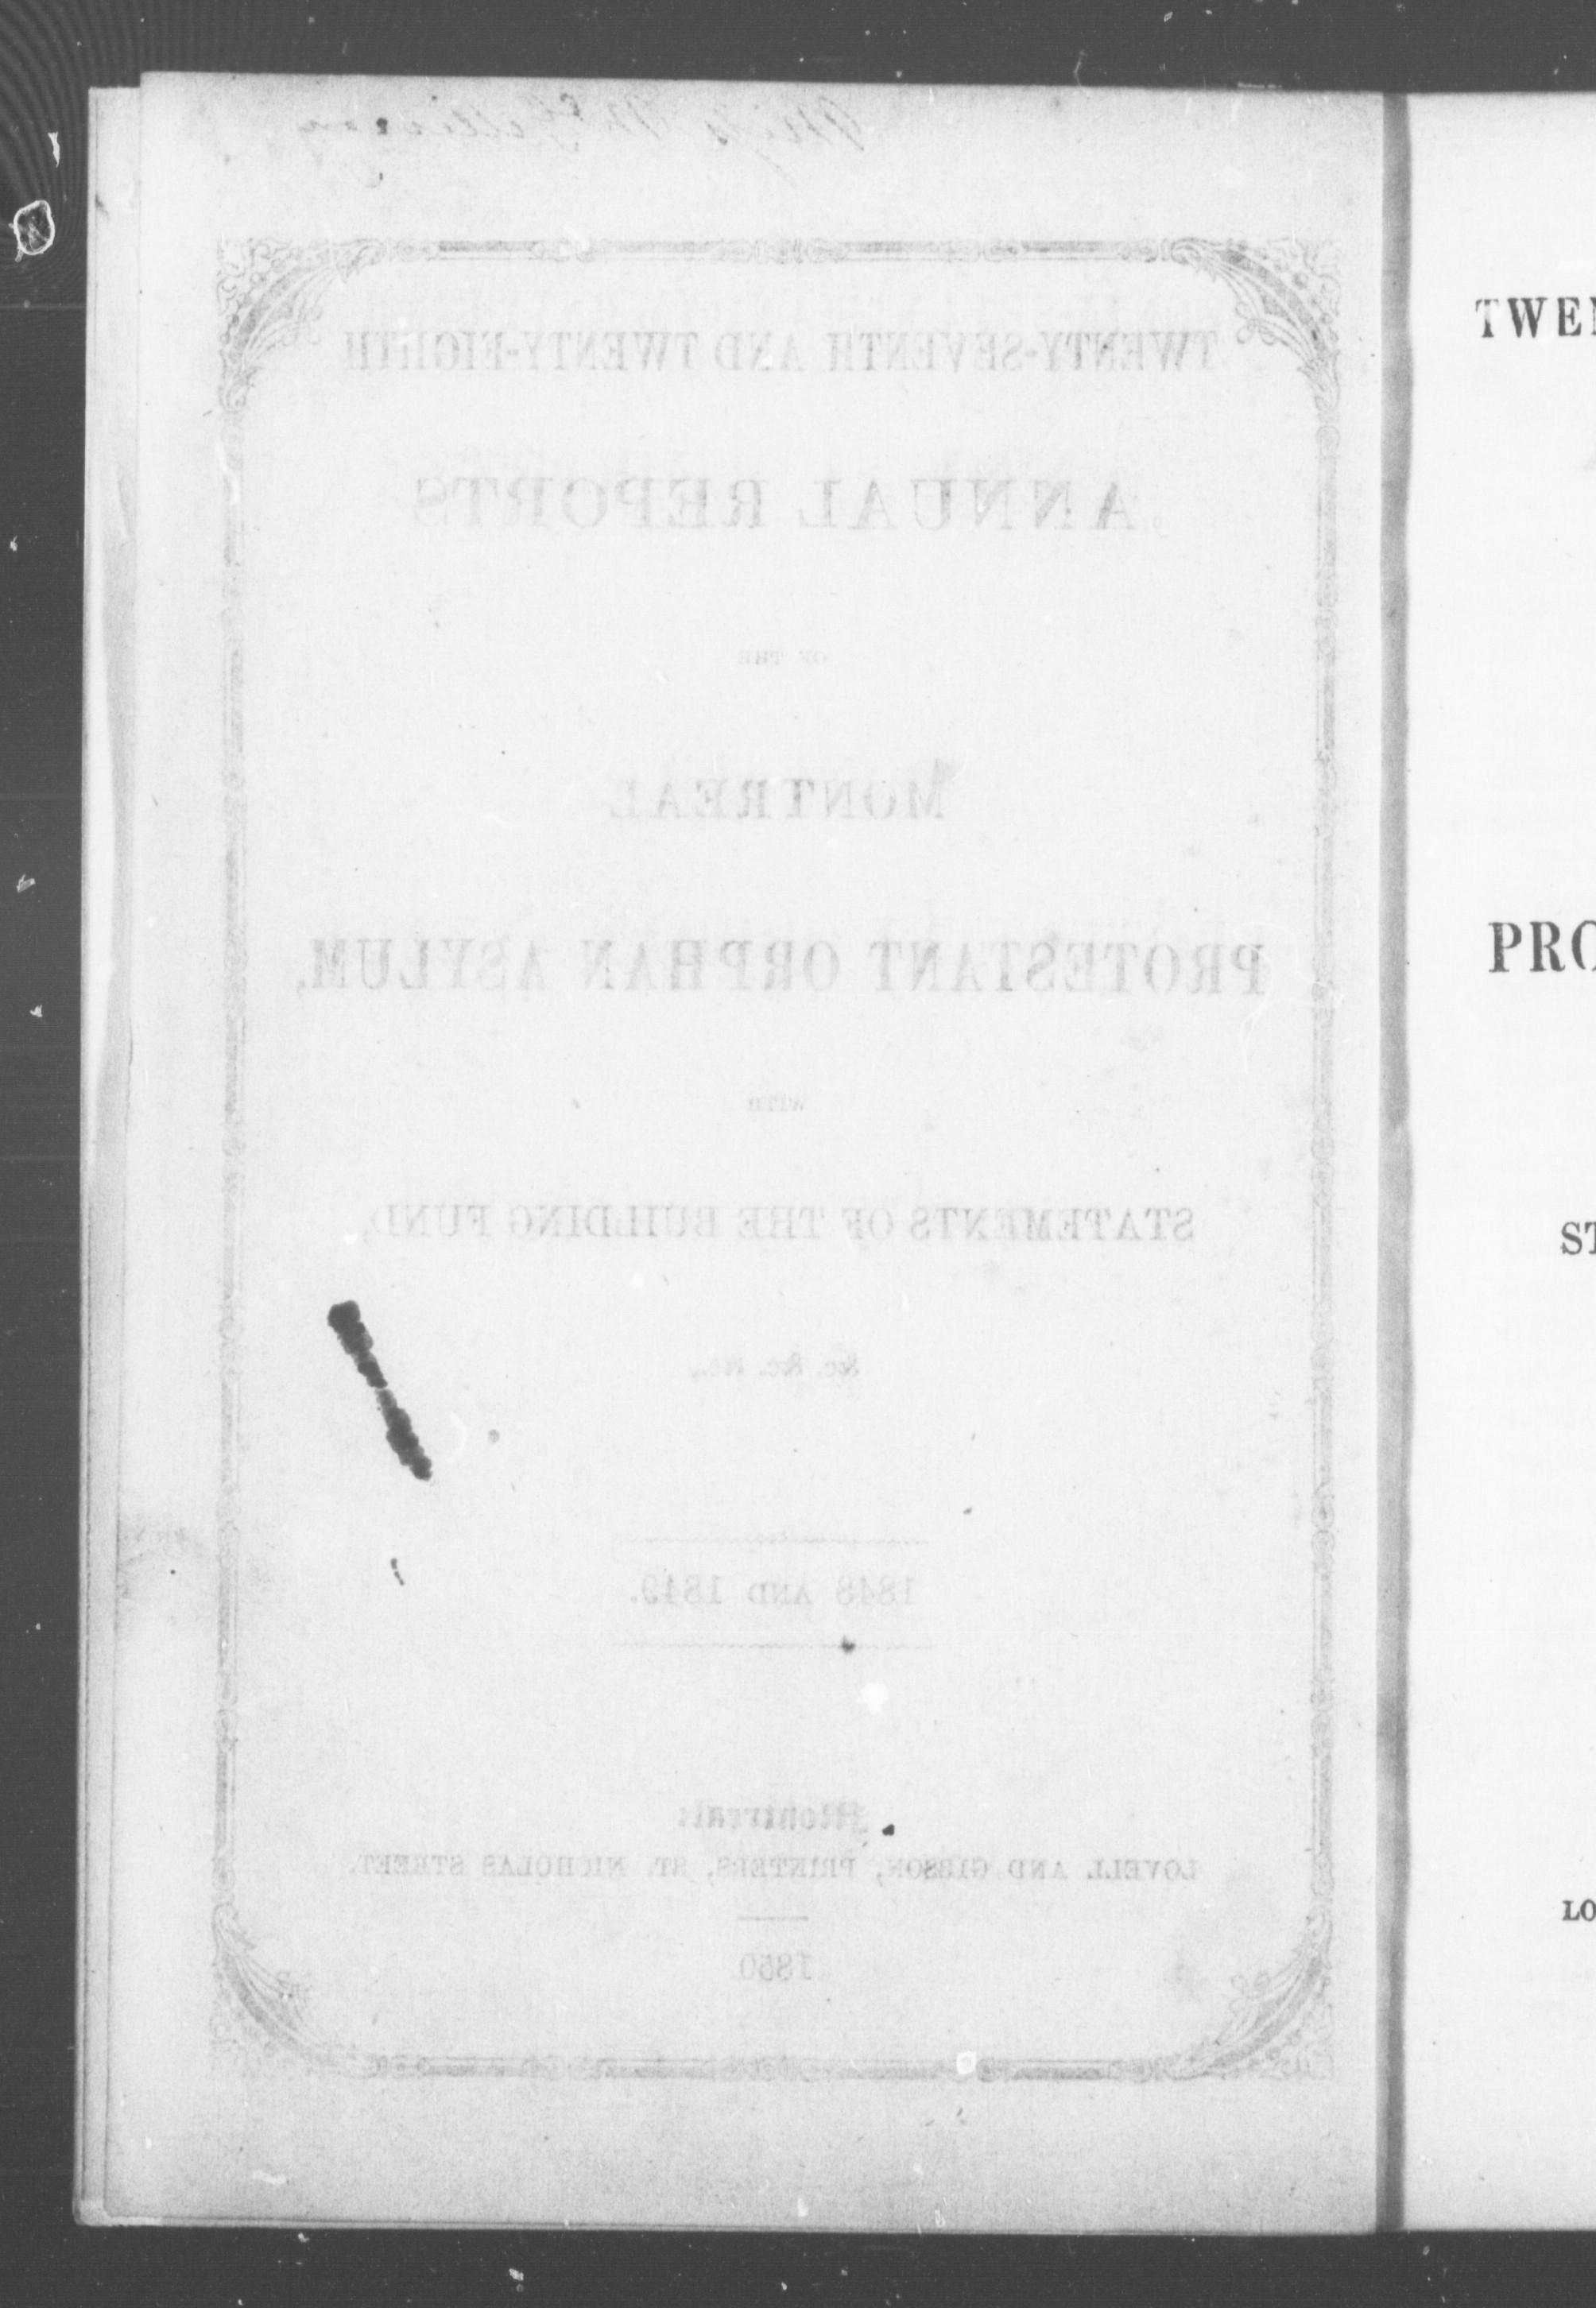 TWENTY-SEVENTH AND TWENTY-EIGHTH
ANNUAL REPORTS
OF THE
MONTREAL
PROTESTANT ORPHAN ASYLUM,
WITH
STATEMENTS OF THE BUILDING FUND,
&c. &c. &c.,
1848 AND 1849.
Montreal:
LOVELL AND GIBSON, PRINTERS, ST. NICHOLAS STREET.
1850
TWE
PRO
ST
LO